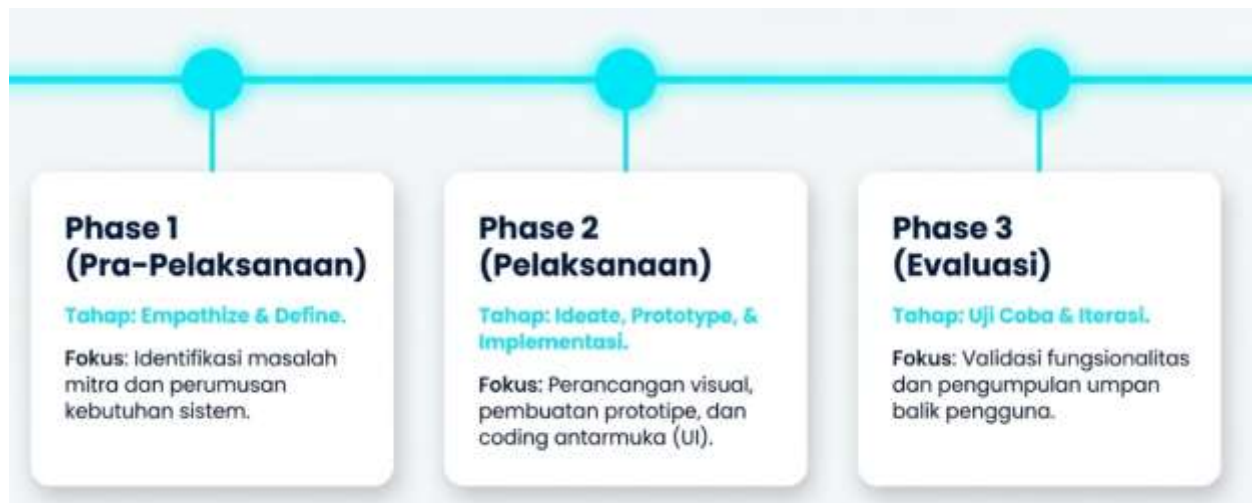 Phase 1
(Pra-Pelaksanaan)
Tahap: Empathize & Define.
Fokus: Identifikasi masalah
mitra dan perumusan
kebutuhan sistem.
Phase 2
(Pelaksanaan)
Tahap: Ideate, Prototype, &
Implementasi.
Fokus: Perancangan visual,
pembuatan prototipe, dan
coding antarmuka (UI).
Phase 3
(Evaluasi)
Tahap: Uji Coba & Iterasi.
Fokus: Validasi fungsionalitas
dan pengumpulan umpan
balik pengguna.